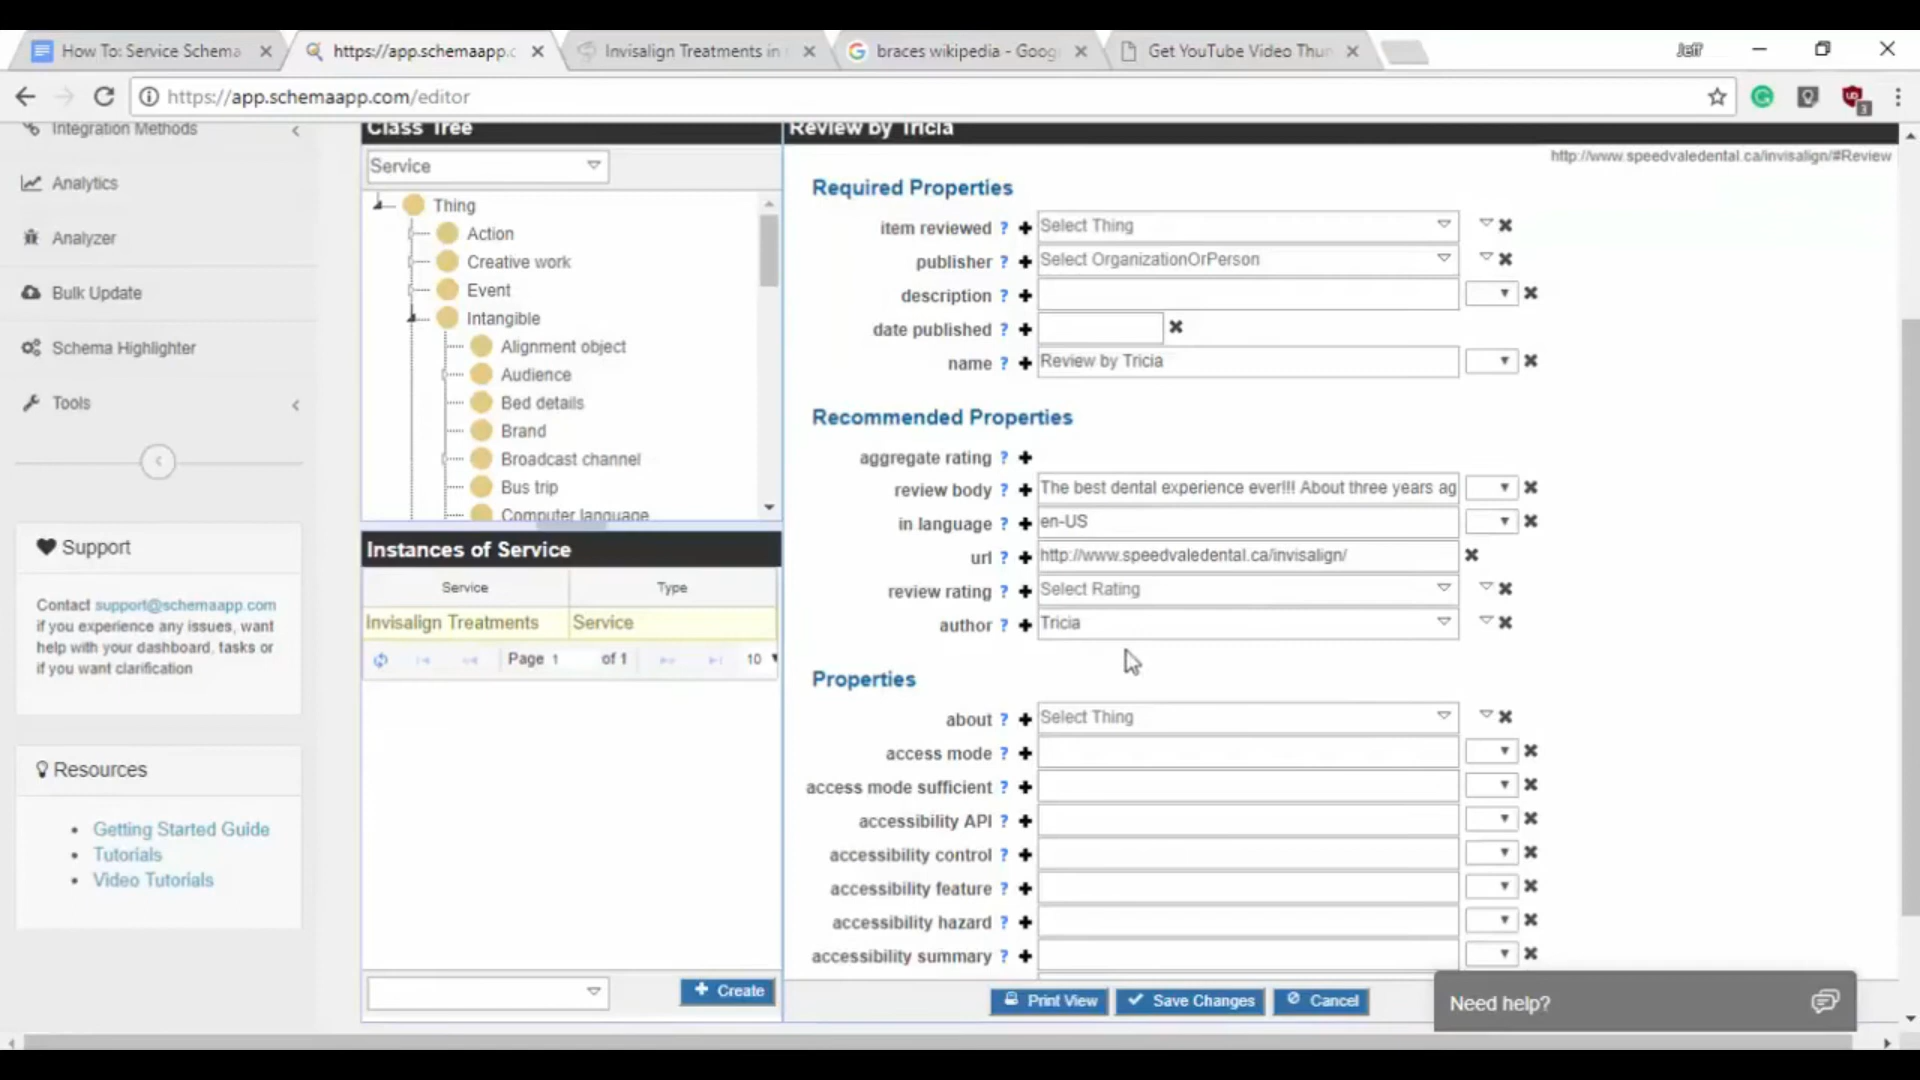 How To: Service Schema
https://app.schemaapp.c
Invisalign Treatments in
braces wikipedia - Goog
Get YouTube Video Thun
Jeff
https://app.schemaapp.com/editor
3
Integration Methods
Analytics
Analyzer
Bulk Update
Schema Highlighter
Tools
Support
Contact support@schemaapp.com
if you experience any issues, want
help with your dashboard, tasks or
if you want clarification
Resources
Getting Started Guide
Tutorials
Video Tutorials
Class Tree
Service
Thing
Action
Creative work
Event
Intangible
Alignment object
Audience
Bed details
Brand
Broadcast channel
Bus trip
Computer language
Instances of Service
Service Type
Invisalign Treatments Service
Page 1 of 1 10
Create
Review by Tricia
http://www.speedvaledental.ca/invisalign/#Review
Required Properties
item reviewed ? Select Thing
publisher ? Select OrganizationOrPerson
description ?
date published ?
name ? Review by Tricia
Recommended Properties
aggregate rating ?
review body ? The best dental experience ever!!! About three years ag
in language ? en-US
url ? http://www.speedvaledental.ca/invisalign/
review rating ? Select Rating
author ? Tricia
Properties
about ? Select Thing
access mode ?
access mode sufficient ?
accessibility API ?
accessibility control ?
accessibility feature ?
accessibility hazard ?
accessibility summary ?
Print View Save Changes Cancel
Need help?